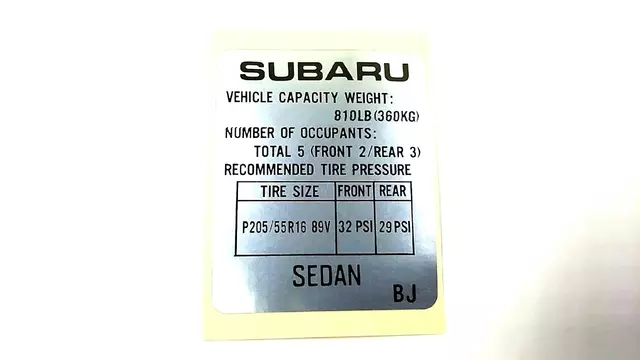 SUBARU
VEHICLE CAPACITY WEIGHT:
810LB(360KG)
NUMBER OF OCCUPANTS:
TOTAL 5 (FRONT 2/REAR 3)
RECOMMENDED TIRE PRESSURE
TIRE SIZE FRONT REAR
P205/55R16 89V 32 PSI 29 PSI
SEDAN
BJ